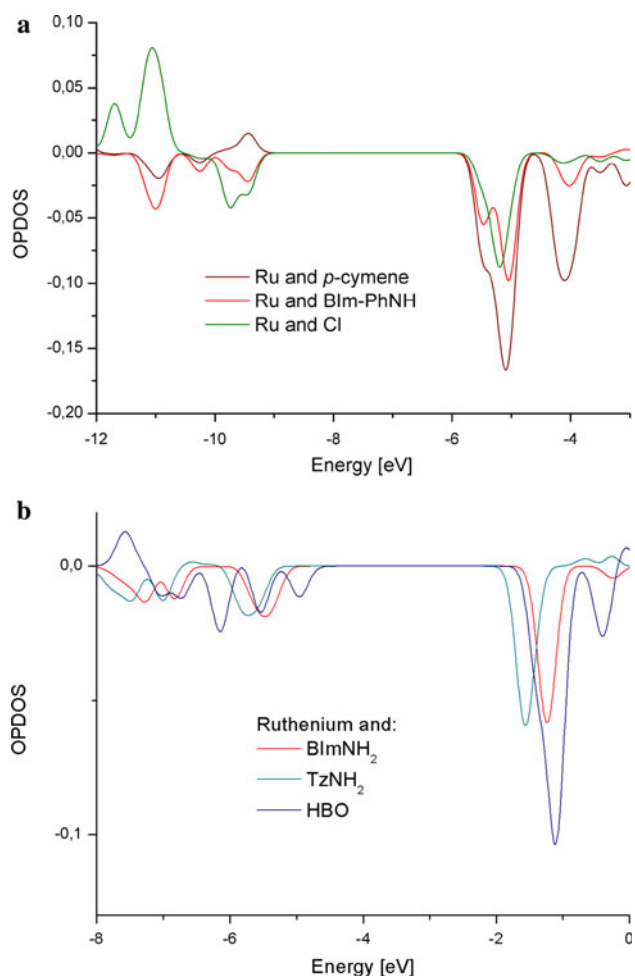 a
0,10
0,05
0,00
-0,05
-0,10
-0,15
-0,20
OPDOS
Ru and p-cymene
Ru and BIm-PhNH
Ru and Cl
-12
-10
-8
-6
-4
Energy [eV]
b
0,0
-0,1
OPDOS
Ruthenium and:
BImNH₂
TzNH₂
HBO
-8
-6
-4
-2
0
Energy [eV]